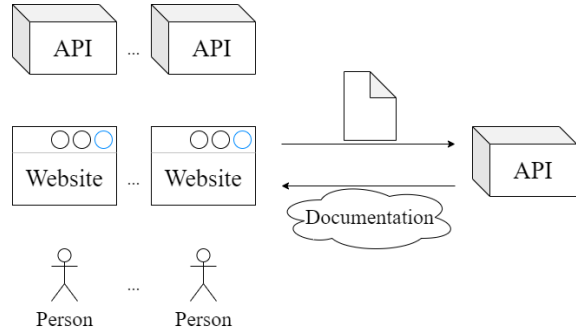 API ... API
Website ... Website
Documentation
API
Person ... Person